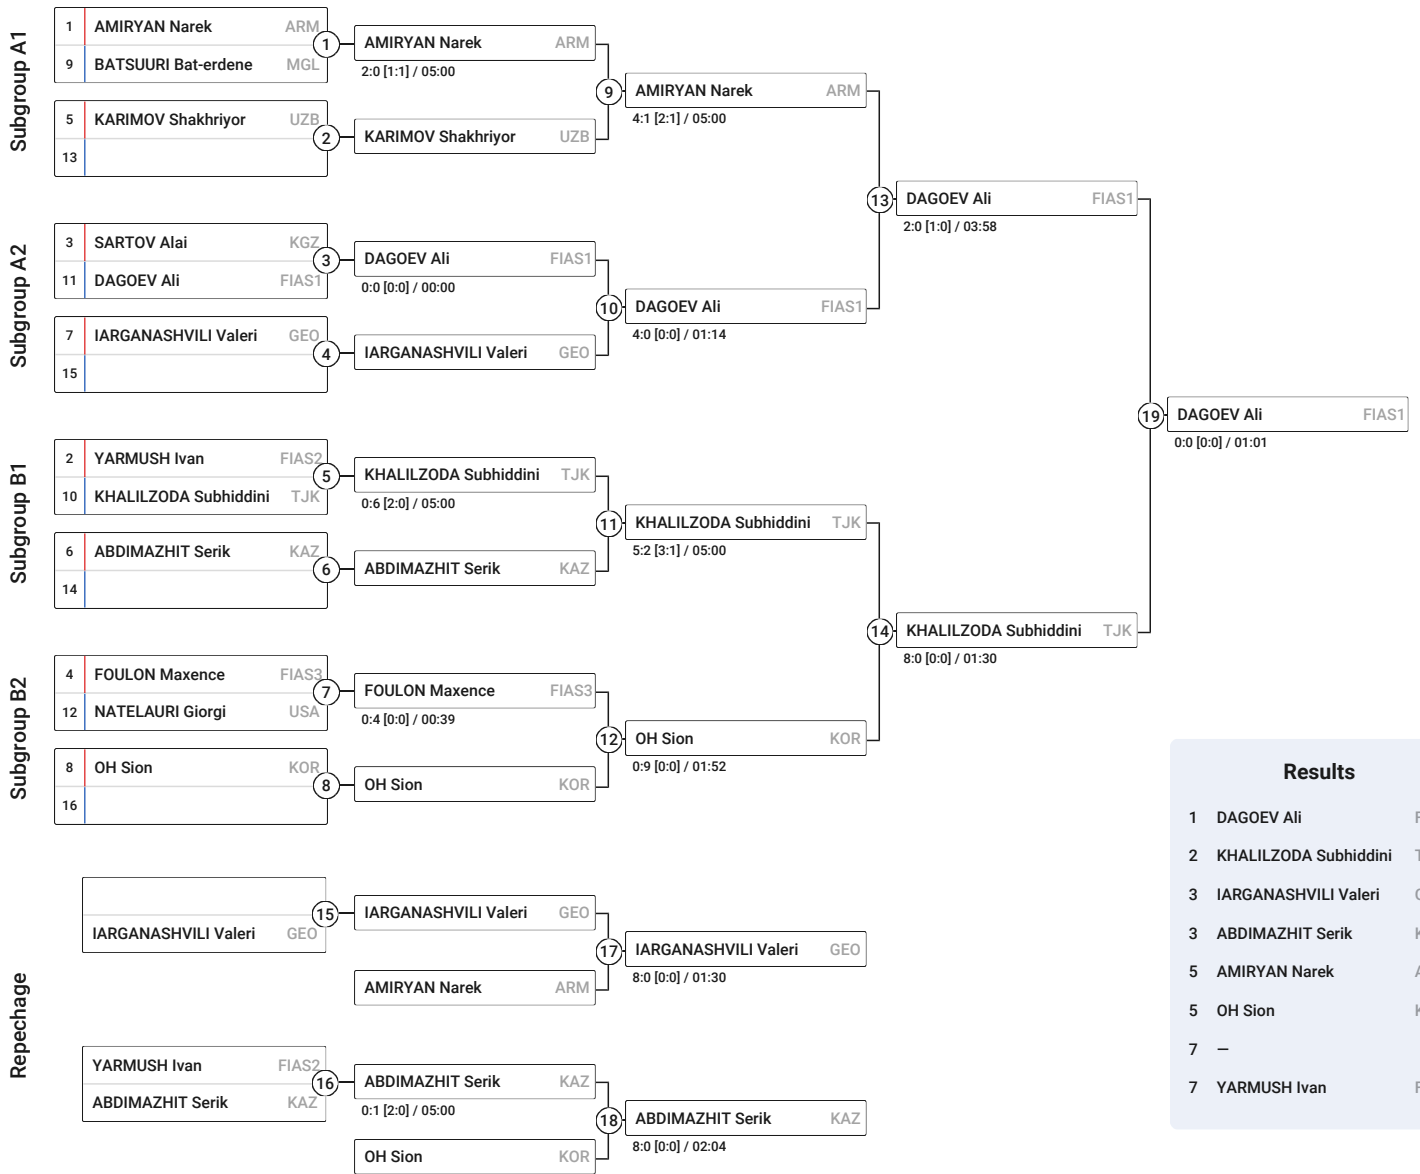 Subgroup A1
1 AMIRYAN Narek ARM
9 BATSUURI Bat-erdene MGL
1
AMIRYAN Narek ARM
2:0 [1:1] / 05:00
5 KARIMOV Shakhriyor UZB
13
2
KARIMOV Shakhriyor UZB
9
AMIRYAN Narek ARM
4:1 [2:1] / 05:00
Subgroup A2
3 SARTOV Alai KGZ
11 DAGOEV Ali FIAS1
3
DAGOEV Ali FIAS1
0:0 [0:0] / 00:00
7 IARGANASHVILI Valeri GEO
15
4
IARGANASHVILI Valeri GEO
10
DAGOEV Ali FIAS1
4:0 [0:0] / 01:14
13
DAGOEV Ali FIAS1
2:0 [1:0] / 03:58
Subgroup B1
2 YARMUSH Ivan FIAS2
10 KHALILZODA Subhiddini TJK
5
KHALILZODA Subhiddini TJK
0:6 [2:0] / 05:00
6 ABDIMAZHIT Serik KAZ
14
6
ABDIMAZHIT Serik KAZ
11
KHALILZODA Subhiddini TJK
5:2 [3:1] / 05:00
Subgroup B2
4 FOULON Maxence FIAS3
12 NATELAURI Giorgi USA
7
FOULON Maxence FIAS3
0:4 [0:0] / 00:39
8 OH Sion KOR
16
8
OH Sion KOR
12
OH Sion KOR
0:9 [0:0] / 01:52
14
KHALILZODA Subhiddini TJK
8:0 [0:0] / 01:30
19
DAGOEV Ali FIAS1
0:0 [0:0] / 01:01
Repechage
IARGANASHVILI Valeri GEO
15
IARGANASHVILI Valeri GEO
AMIRYAN Narek ARM
17
IARGANASHVILI Valeri GEO
8:0 [0:0] / 01:30
YARMUSH Ivan FIAS2
ABDIMAZHIT Serik KAZ
16
ABDIMAZHIT Serik KAZ
0:1 [2:0] / 05:00
OH Sion KOR
18
ABDIMAZHIT Serik KAZ
8:0 [0:0] / 02:04
Results
1 DAGOEV Ali
2 KHALILZODA Subhiddini
3 IARGANASHVILI Valeri
3 ABDIMAZHIT Serik
5 AMIRYAN Narek
5 OH Sion
7 –
7 YARMUSH Ivan